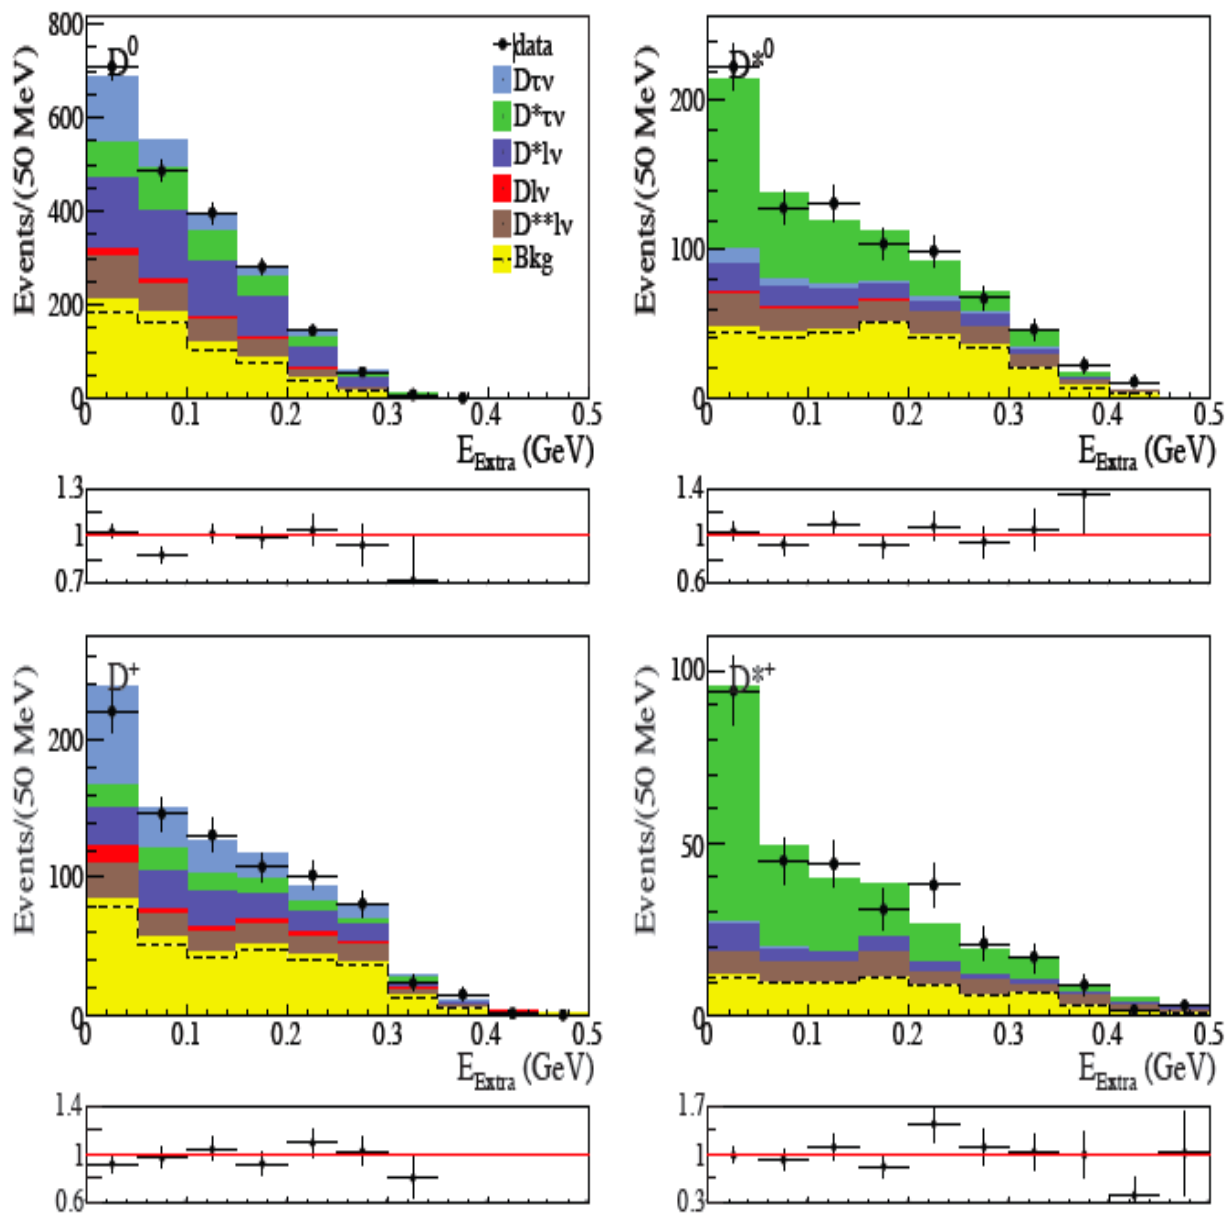 800
600
400
200
0
Events/(50 MeV)
D⁰
data
Dτν
D*τν
D*lν
Dlν
D**lν
Bkg
0 0.1 0.2 0.3 0.4 0.5
E_Extra (GeV)
1.3
1
0.7
200
100
0
Events/(50 MeV)
D*⁰
0 0.1 0.2 0.3 0.4 0.5
E_Extra (GeV)
1.4
1
0.6
200
100
0
Events/(50 MeV)
D⁺
0 0.1 0.2 0.3 0.4 0.5
E_Extra (GeV)
1.4
1
0.6
100
50
0
Events/(50 MeV)
D*⁺
0 0.1 0.2 0.3 0.4 0.5
E_Extra (GeV)
1.7
1
0.3